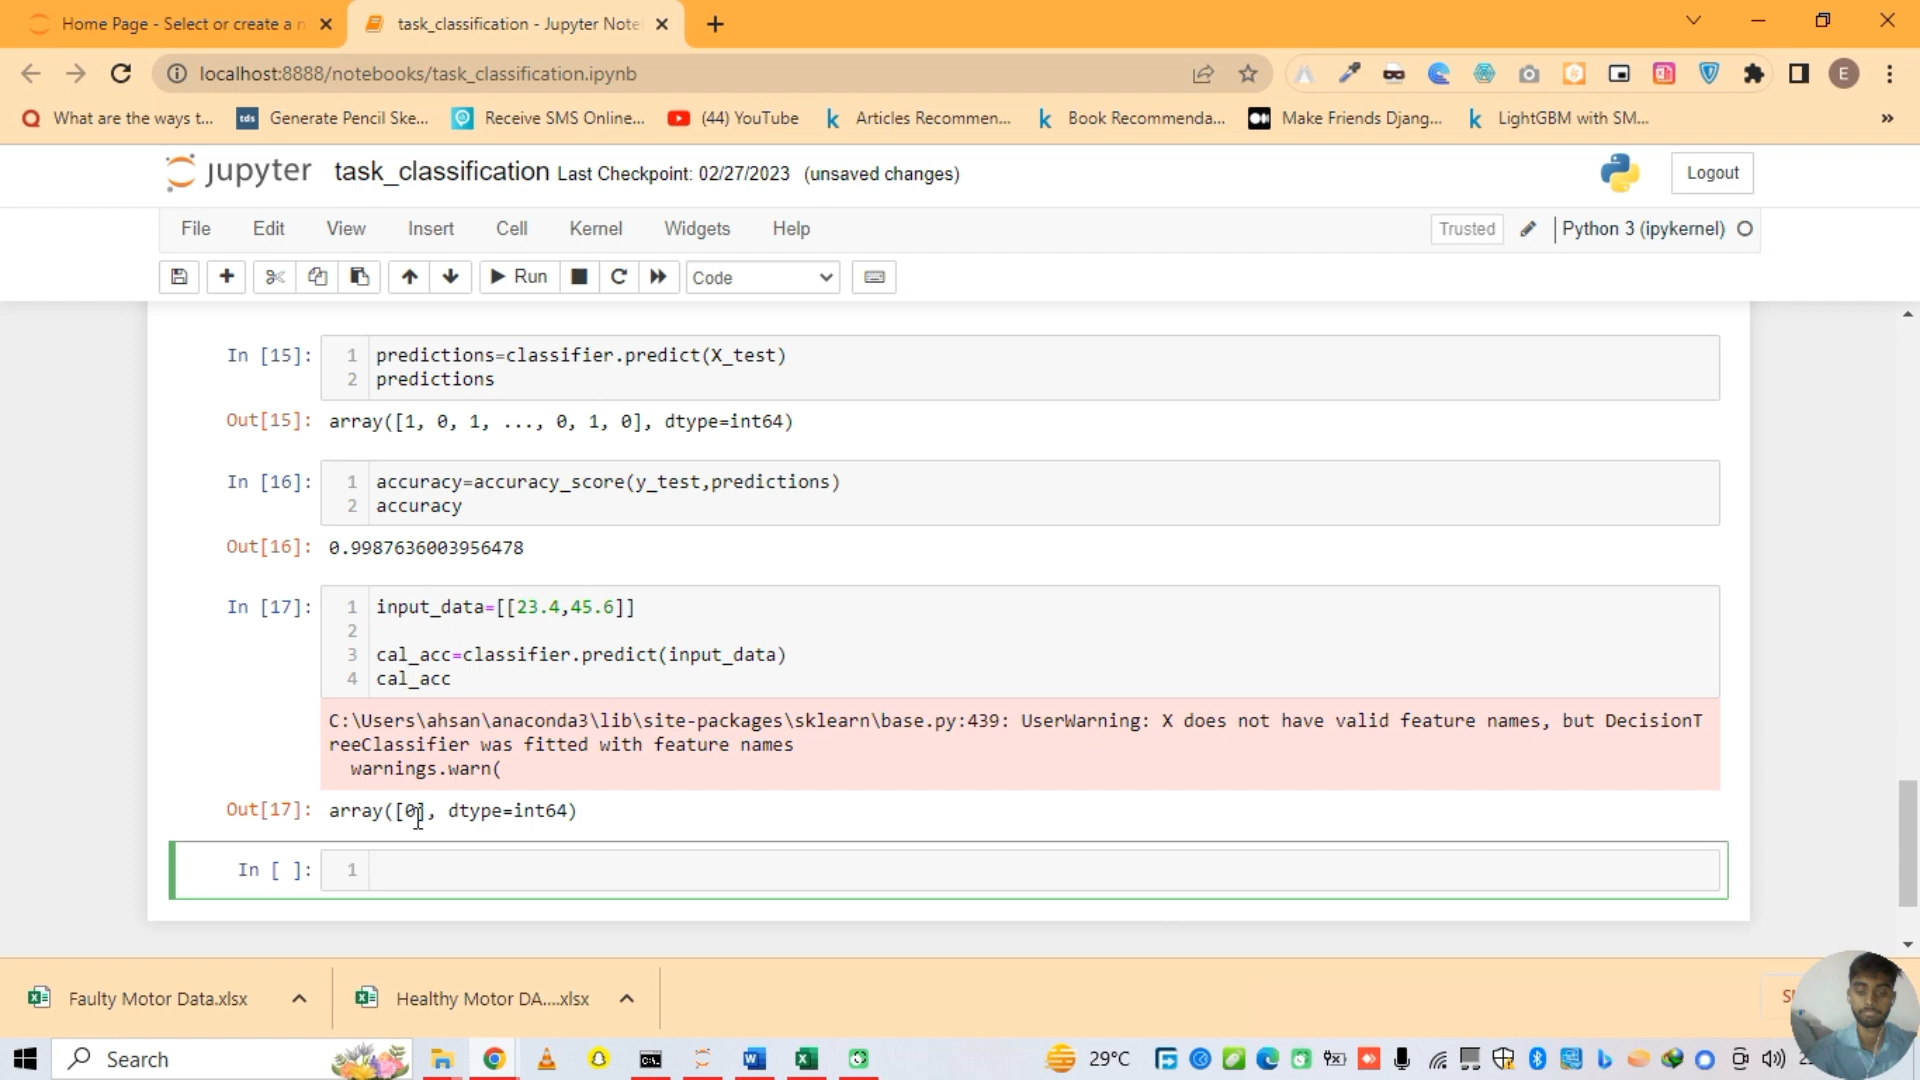 Home Page - Select or create a n
task_classification - Jupyter Note
localhost:8888/notebooks/task_classification.ipynb
E
What are the ways t...
Generate Pencil Ske...
Receive SMS Online...
(44) YouTube
Articles Recommen...
Book Recommenda...
Make Friends Djang...
LightGBM with SM...
»
jupyter task_classification Last Checkpoint: 02/27/2023 (unsaved changes)
Logout
File Edit View Insert Cell Kernel Widgets Help
Trusted
Python 3 (ipykernel)
Run
Code
In [15]:
1 predictions=classifier.predict(X_test)
2 predictions
Out[15]: array([1, 0, 1, ..., 0, 1, 0], dtype=int64)
In [16]:
1 accuracy=accuracy_score(y_test,predictions)
2 accuracy
Out[16]: 0.9987636003956478
In [17]:
1 input_data=[[23.4,45.6]]
2
3 cal_acc=classifier.predict(input_data)
4 cal_acc
C:\Users\ahsan\anaconda3\lib\site-packages\sklearn\base.py:439: UserWarning: X does not have valid feature names, but DecisionT
reeClassifier was fitted with feature names
warnings.warn(
Out[17]: array([0], dtype=int64)
In [ ]: 1
Faulty Motor Data.xlsx
Healthy Motor DA....xlsx
Search
29°C